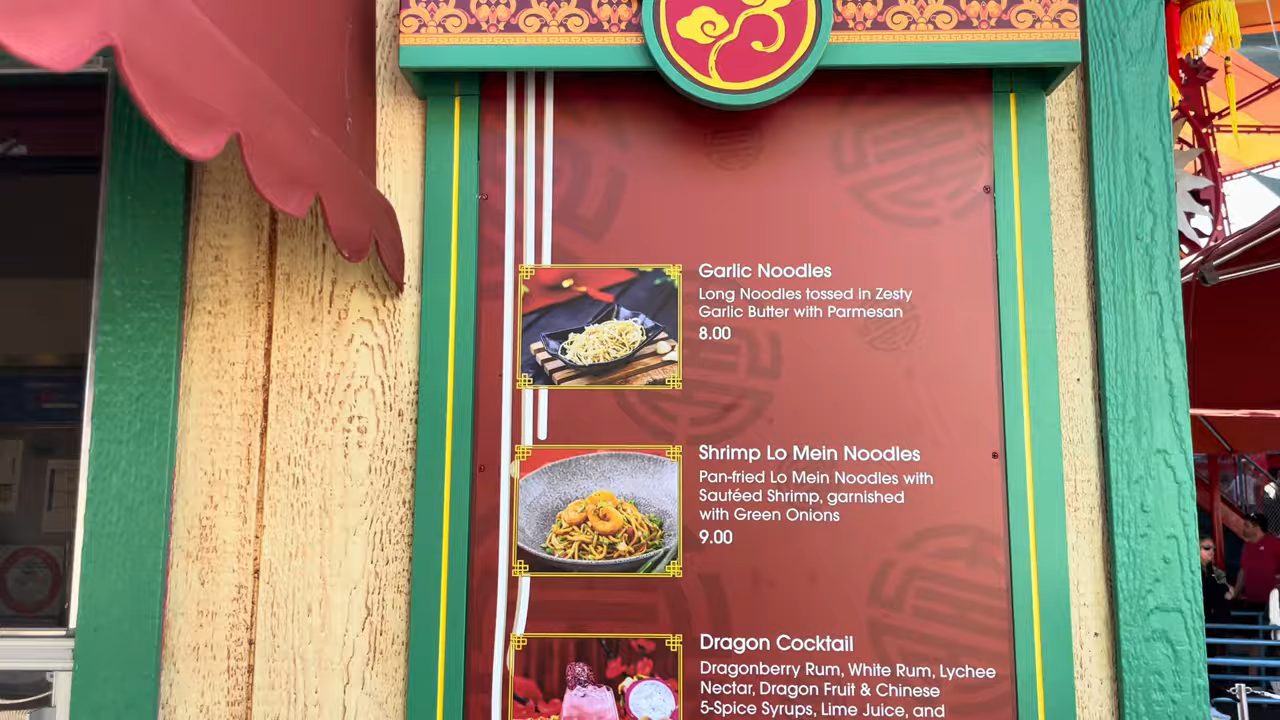 Garlic Noodles
Long Noodles tossed in Zesty
Garlic Butter with Parmesan
8.00
Shrimp Lo Mein Noodles
Pan-fried Lo Mein Noodles with
Sautéed Shrimp, garnished
with Green Onions
9.00
Dragon Cocktail
Dragonberry Rum, White Rum, Lychee
Nectar, Dragon Fruit & Chinese
5-Spice Syrups, Lime Juice, and